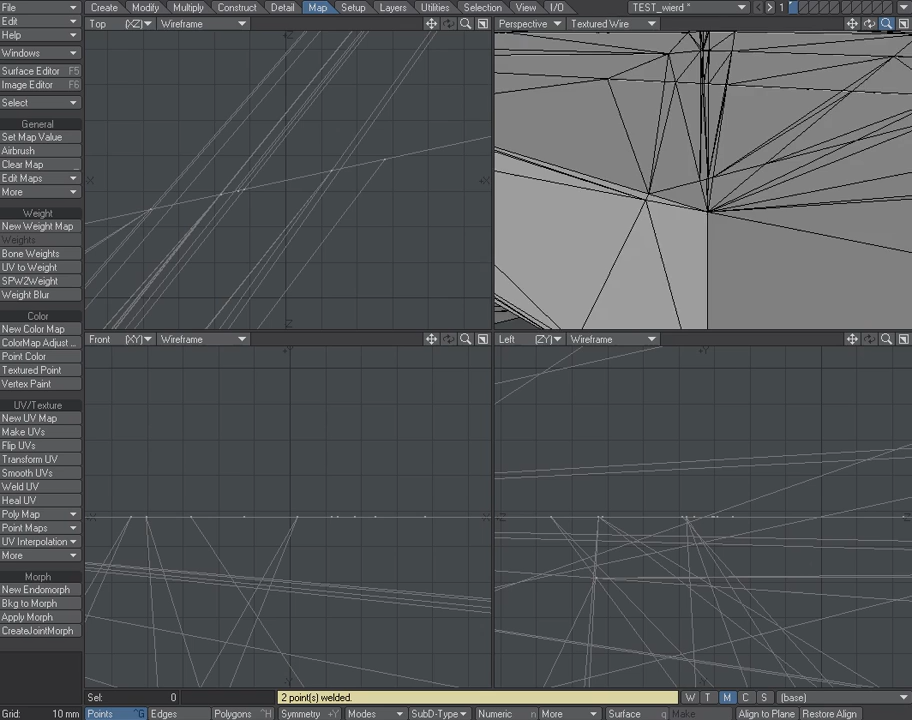 File
Create Modify Multiply Construct Detail Map Setup Layers Utilities Selection View I/O TEST_wierd * 1
Edit
Help
Windows
Surface Editor F5
Image Editor F6
Select
General
Set Map Value
Airbrush
Clear Map
Edit Maps
More
Weight
New Weight Map
Weights
Bone Weights
UV to Weight
SPW2Weight
Weight Blur
Color
New Color Map
ColorMap Adjust ...
Point Color
Textured Point
Vertex Paint
UV/Texture
New UV Map
Make UVs
Flip UVs
Transform UV
Smooth UVs
Weld UV
Heal UV
Poly Map
Point Maps
UV Interpolation
More
Morph
New Endomorph
Bkg to Morph
Apply Morph
CreateJointMorph
Top (XZ) Wireframe
Perspective Textured Wire
Front (XY) Wireframe
Left (ZY) Wireframe
Sel: 0 2 point(s) welded. W T M C S (base)
Grid: 10 mm Points ^G Edges Polygons ^H Symmetry +Y Modes SubD-Type Numeric n More Surface q Make Align to Plane Restore Align